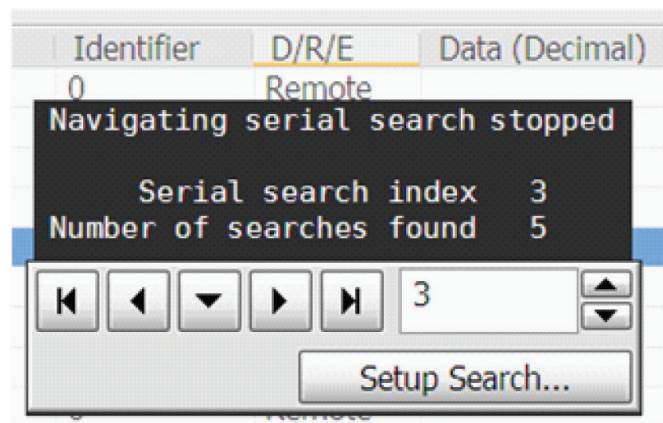 Identifier D/R/E Data (Decimal)
0 Remote
Navigating serial search stopped
Serial search index 3
Number of searches found 5
3
Setup Search...